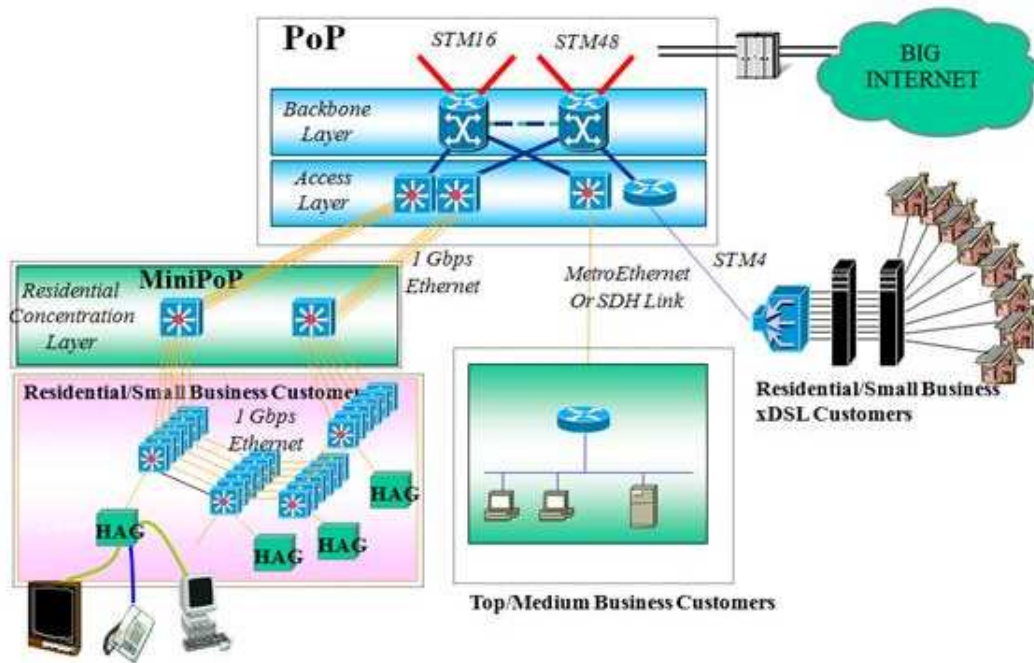 PoP
STM16
STM48
BIG
INTERNET
Backbone
Layer
Access
Layer
1 Gbps
Ethernet
MetroEthernet
Or SDH Link
STM4
MiniPoP
Residential
Concentration
Layer
Residential/Small Business Customer
1 Gbps
Ethernet
HAG
HAG
HAG
HAG
Residential/Small Business
xDSL Customers
Top/Medium Business Customers